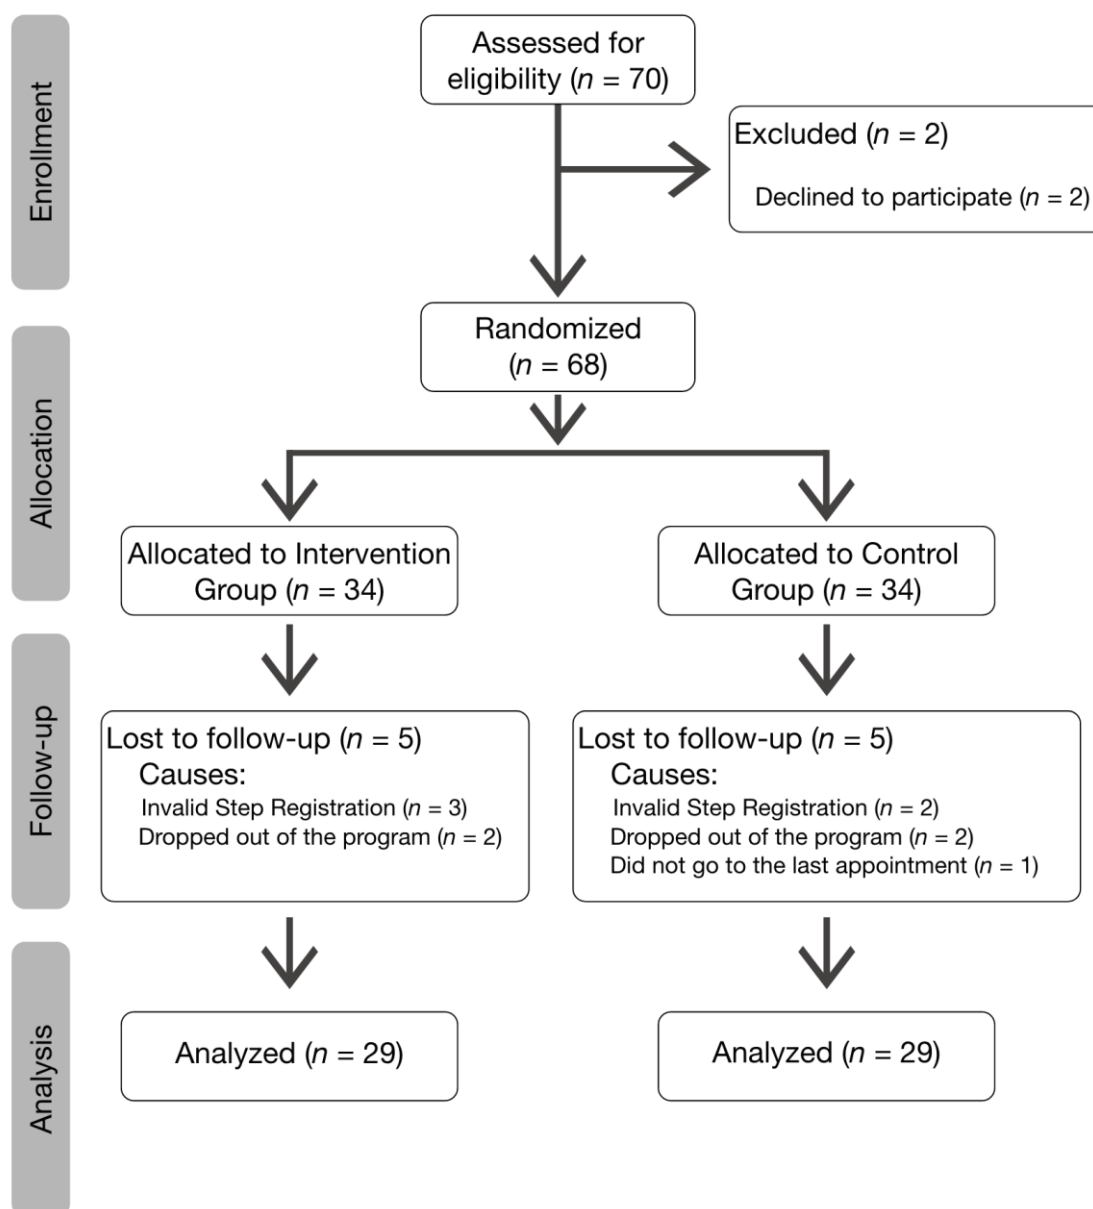 Enrollment
Assessed for
eligibility (n = 70)
Excluded (n = 2)
Declined to participate (n = 2)
Randomized
(n = 68)
Allocation
Allocated to Intervention
Group (n = 34)
Allocated to Control
Group (n = 34)
Follow-up
Lost to follow-up (n = 5)
Causes:
Invalid Step Registration (n = 3)
Dropped out of the program (n = 2)
Lost to follow-up (n = 5)
Causes:
Invalid Step Registration (n = 2)
Dropped out of the program (n = 2)
Did not go to the last appointment (n = 1)
Analysis
Analyzed (n = 29)
Analyzed (n = 29)